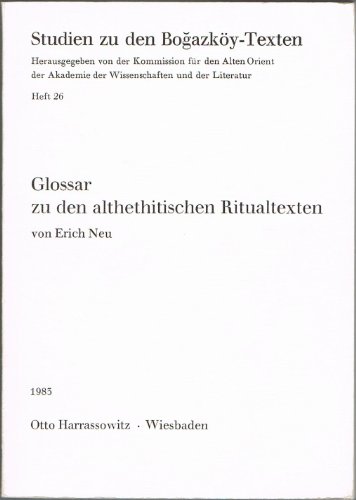 Studien zu den Boğazköy-Texten
Herausgegeben von der Kommission für den Alten Orient
der Akademie der Wissenschaften und der Literatur
Heft 26
Glossar
zu den althethitischen Ritualtexten
von Erich Neu
1983
Otto Harrassowitz · Wiesbaden